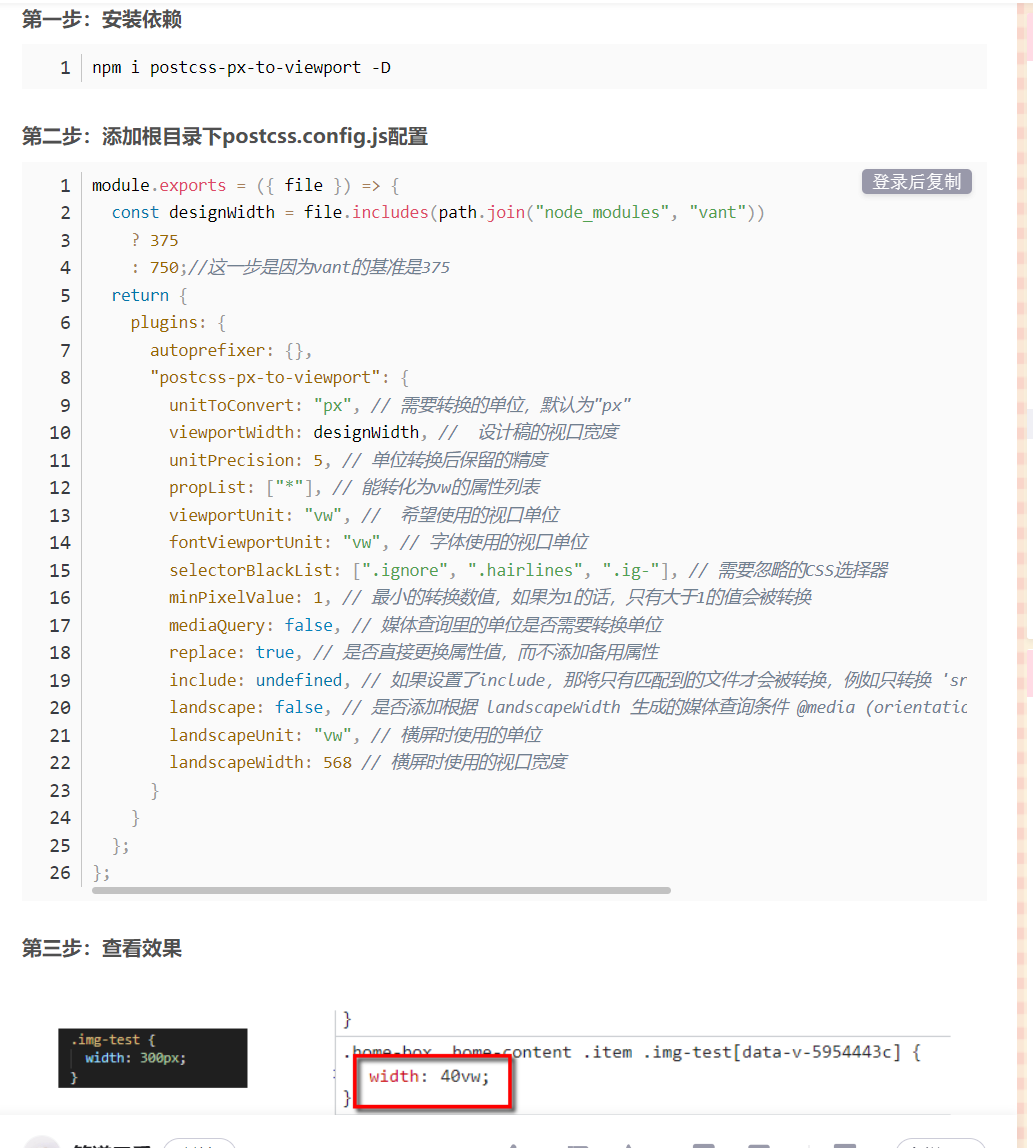 第一步：安装依赖
1 npm i postcss-px-to-viewport -D
第二步：添加根目录下postcss.config.js配置
登录后复制
1 module.exports = ({ file }) => {
2 const designWidth = file.includes(path.join("node_modules", "vant"))
3 ? 375
4 : 750;//这一步是因为vant的基准是375
5 return {
6 plugins: {
7 autoprefixer: {},
8 "postcss-px-to-viewport": {
9 unitToConvert: "px", // 需要转换的单位，默认为"px"
10 viewportWidth: designWidth, //  设计稿的视口宽度
11 unitPrecision: 5, // 单位转换后保留的精度
12 propList: ["*"], // 能转化为vw的属性列表
13 viewportUnit: "vw", //  希望使用的视口单位
14 fontViewportUnit: "vw", // 字体使用的视口单位
15 selectorBlackList: [".ignore", ".hairlines", ".ig-"], // 需要忽略的CSS选择器
16 minPixelValue: 1, // 最小的转换数值，如果为1的话，只有大于1的值会被转换
17 mediaQuery: false, // 媒体查询里的单位是否需要转换单位
18 replace: true, // 是否直接更换属性值，而不添加备用属性
19 include: undefined, // 如果设置了include，那将只有匹配到的文件才会被转换，例如只转换 'sr
20 landscape: false, // 是否添加根据 landscapeWidth 生成的媒体查询条件 @media (orientatio
21 landscapeUnit: "vw", // 横屏时使用的单位
22 landscapeWidth: 568 // 横屏时使用的视口宽度
23 }
24 }
25 };
26 };
第三步：查看效果
.img-test {
width: 300px;
}
}
.home-box .home-content .item .img-test[data-v-5954443c] {
width: 40vw;
}